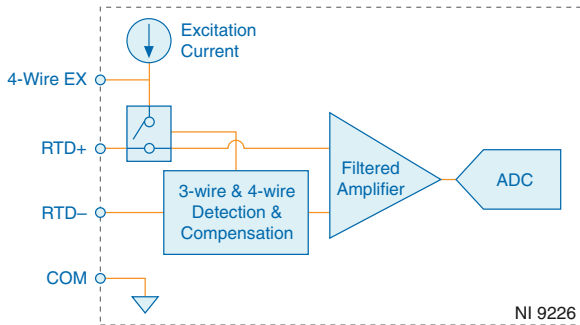 Excitation
Current
4-Wire EX
RTD+
Filtered
Amplifier
ADC
3-wire & 4-wire
Detection &
Compensation
RTD–
COM
NI 9226